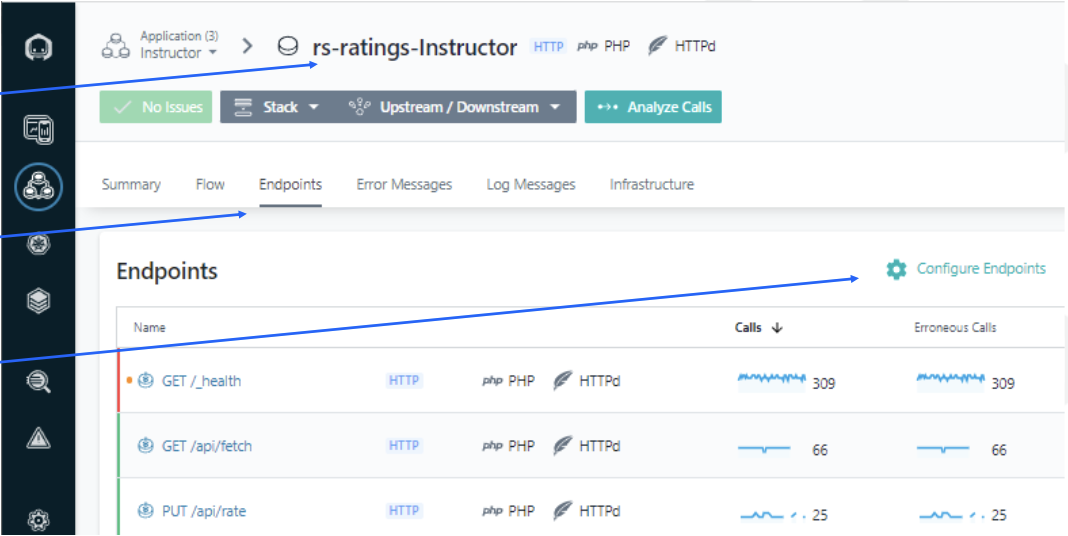 Application (3)
Instructor
rs-ratings-Instructor HTTP php PHP HTTPd
No Issues Stack Upstream / Downstream Analyze Calls
Summary Flow Endpoints Error Messages Log Messages Infrastructure
Endpoints Configure Endpoints
Name Calls Erroneous Calls
GET /_health HTTP php PHP HTTPd 309 309
GET /api/fetch HTTP php PHP HTTPd 66 66
PUT /api/rate HTTP php PHP HTTPd 25 25